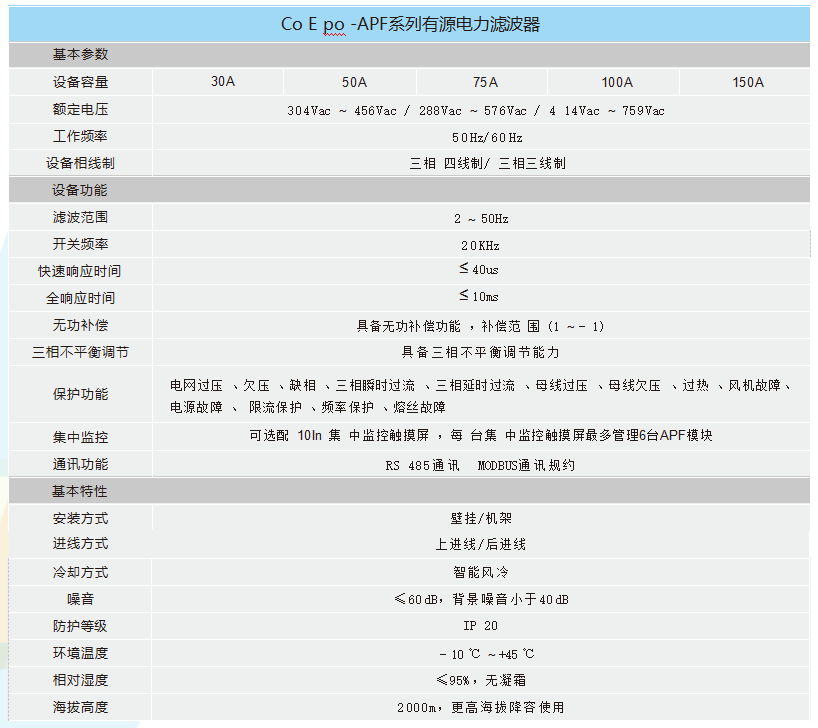 Co E po -APF系列有源电力滤波器
基本参数
设备容量 30A 50A 75A 100A 150A
额定电压 304Vac ~ 456Vac / 288Vac ~ 576Vac / 4 14Vac ~ 759Vac
工作频率 50Hz/60Hz
设备相线制 三相 四线制/ 三相三线制
设备功能
滤波范围 2 ~ 50Hz
开关频率 20KHz
快速响应时间 ≤ 40us
全响应时间 ≤ 10ms
无功补偿 具备无功补偿功能 ，补偿范 围 (1 ~- 1)
三相不平衡调节 具备三相不平衡调节能力
保护功能 电网过压 、欠压 、缺相 、三相瞬时过流 、三相延时过流 、母线过压 、母线欠压 、过热 、风机故障 、
电源故障 、 限流保护 、频率保护 、熔丝故障
集中监控 可选配 10In 集 中监控触摸屏 ，每 台集 中监控触摸屏最多管理6台APF模块
通讯功能 RS 485通讯 MODBUS通讯规约
基本特性
安装方式 壁挂/机架
进线方式 上进线/后进线
冷却方式 智能风冷
噪音 ≤60dB，背景噪音小于40dB
防护等级 IP 20
环境温度 - 10 ℃ ~+45 ℃
相对湿度 ≤95%，无凝霜
海拔高度 2000m，更高海拔降容使用